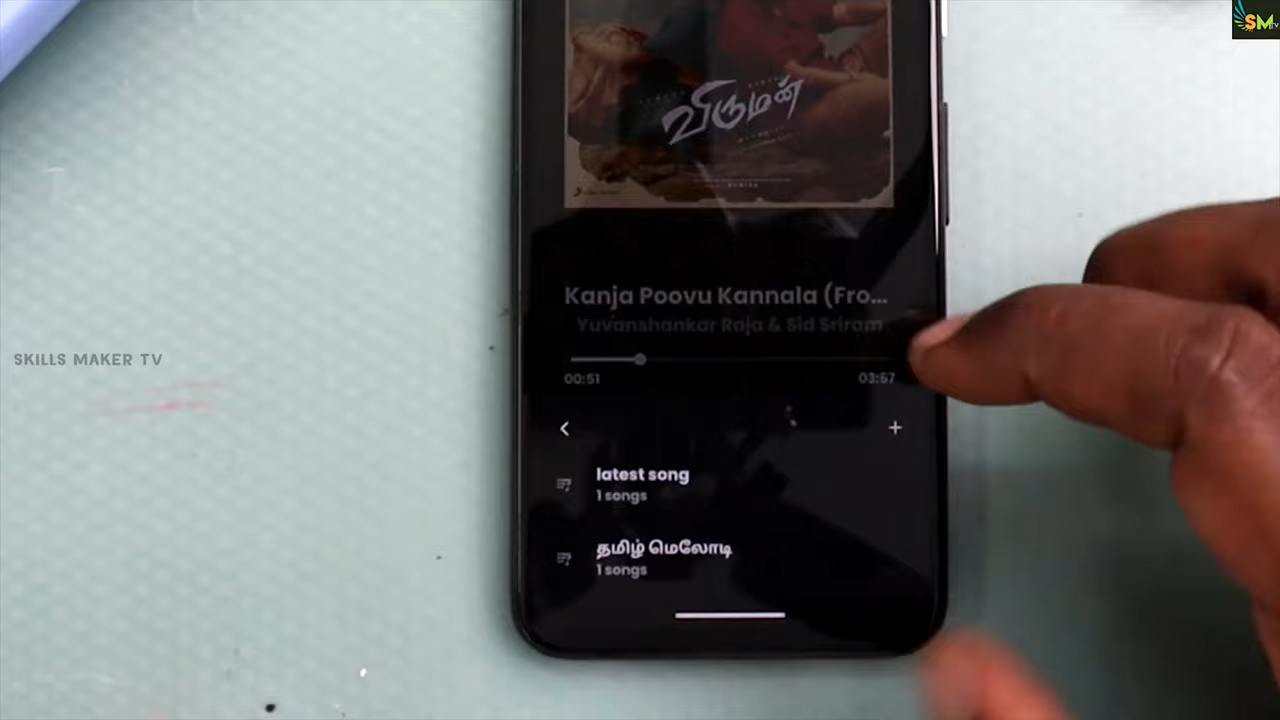 SM
TV
விருமன்
Kanja Poovu Kannala (Fro...
Yuvanshankar Raja & Sid Sriram
00:51
03:57
SKILLS MAKER TV
latest song
1 songs
தமிழ் மெலோடி
1 songs